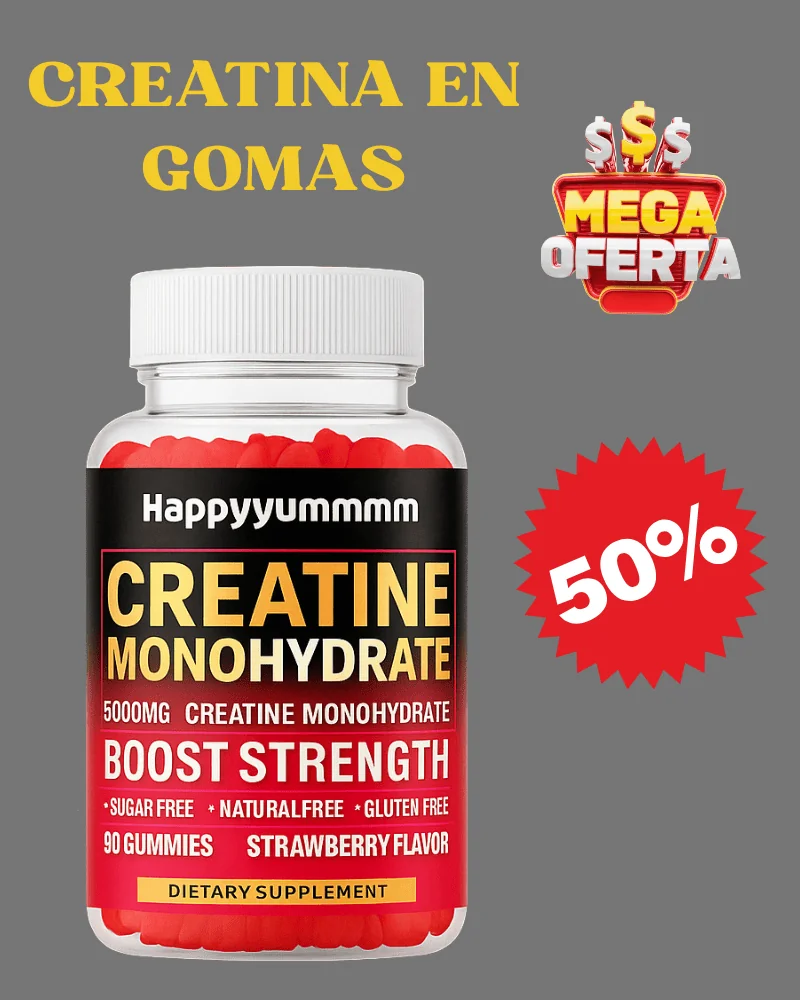 CREATINA EN
GOMAS
$ $ $
MEGA
OFERTA
Happyyummmm
CREATINE
MONOHYDRATE
5000MG CREATINE MONOHYDRATE
BOOST STRENGTH
*SUGAR FREE *NATURALFREE *GLUTEN FREE
90 GUMMIES STRAWBERRY FLAVOR
DIETARY SUPPLEMENT
50%